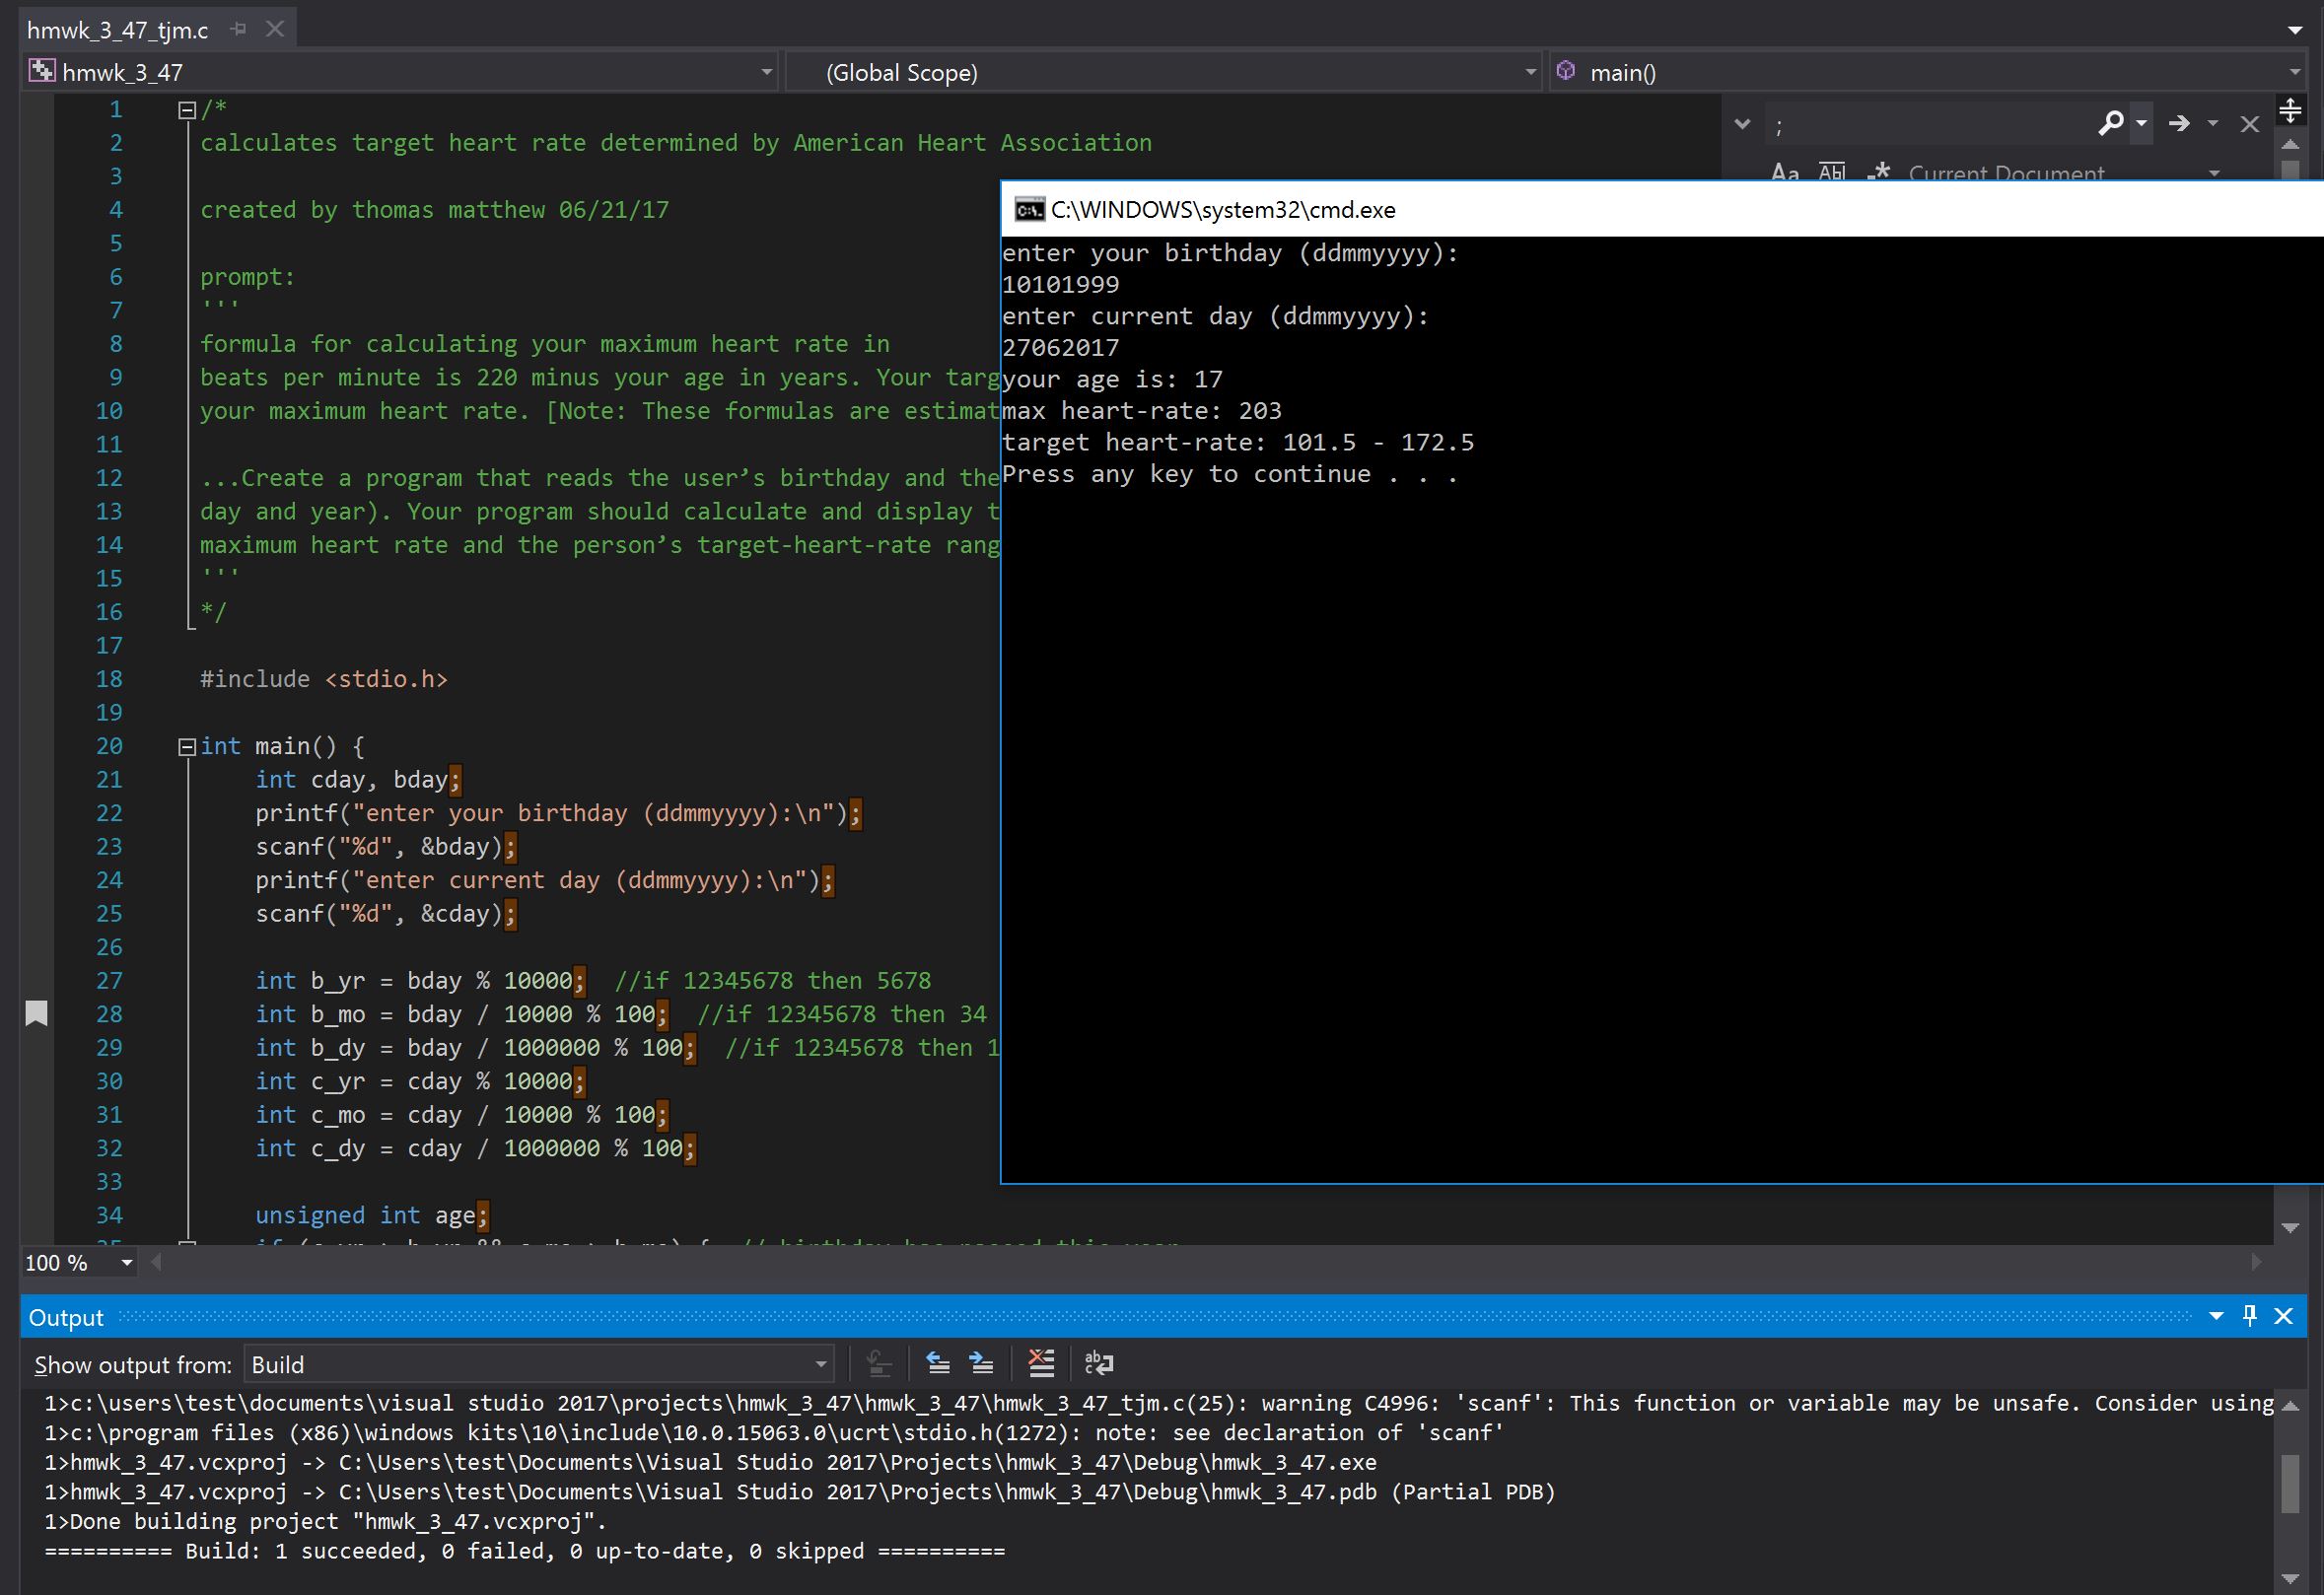 hmwk_3_47_tjm.c
hmwk_3_47
(Global Scope)
main()
;
Aa Abl .* Current Document
1 /*
2 calculates target heart rate determined by American Heart Association
3
4 created by thomas matthew 06/21/17
5
6 prompt:
7 '''
8 formula for calculating your maximum heart rate in
9 beats per minute is 220 minus your age in years. Your targ
10 your maximum heart rate. [Note: These formulas are estimat
11
12 ...Create a program that reads the user’s birthday and the
13 day and year). Your program should calculate and display t
14 maximum heart rate and the person’s target-heart-rate rang
15 '''
16 */
17
18 #include <stdio.h>
19
20 int main() {
21 int cday, bday;
22 printf("enter your birthday (ddmmyyyy):\n");
23 scanf("%d", &bday);
24 printf("enter current day (ddmmyyyy):\n");
25 scanf("%d", &cday);
26
27 int b_yr = bday % 10000; //if 12345678 then 5678
28 int b_mo = bday / 10000 % 100; //if 12345678 then 34
29 int b_dy = bday / 1000000 % 100; //if 12345678 then 1
30 int c_yr = cday % 10000;
31 int c_mo = cday / 10000 % 100;
32 int c_dy = cday / 1000000 % 100;
33
34 unsigned int age;
C:\WINDOWS\system32\cmd.exe
enter your birthday (ddmmyyyy):
10101999
enter current day (ddmmyyyy):
27062017
your age is: 17
max heart-rate: 203
target heart-rate: 101.5 - 172.5
Press any key to continue . . .
100 %
Output
Show output from: Build
1>c:\users\test\documents\visual studio 2017\projects\hmwk_3_47\hmwk_3_47\hmwk_3_47_tjm.c(25): warning C4996: 'scanf': This function or variable may be unsafe. Consider using
1>c:\program files (x86)\windows kits\10\include\10.0.15063.0\ucrt\stdio.h(1272): note: see declaration of 'scanf'
1>hmwk_3_47.vcxproj -> C:\Users\test\Documents\Visual Studio 2017\Projects\hmwk_3_47\Debug\hmwk_3_47.exe
1>hmwk_3_47.vcxproj -> C:\Users\test\Documents\Visual Studio 2017\Projects\hmwk_3_47\Debug\hmwk_3_47.pdb (Partial PDB)
1>Done building project "hmwk_3_47.vcxproj".
========== Build: 1 succeeded, 0 failed, 0 up-to-date, 0 skipped ==========